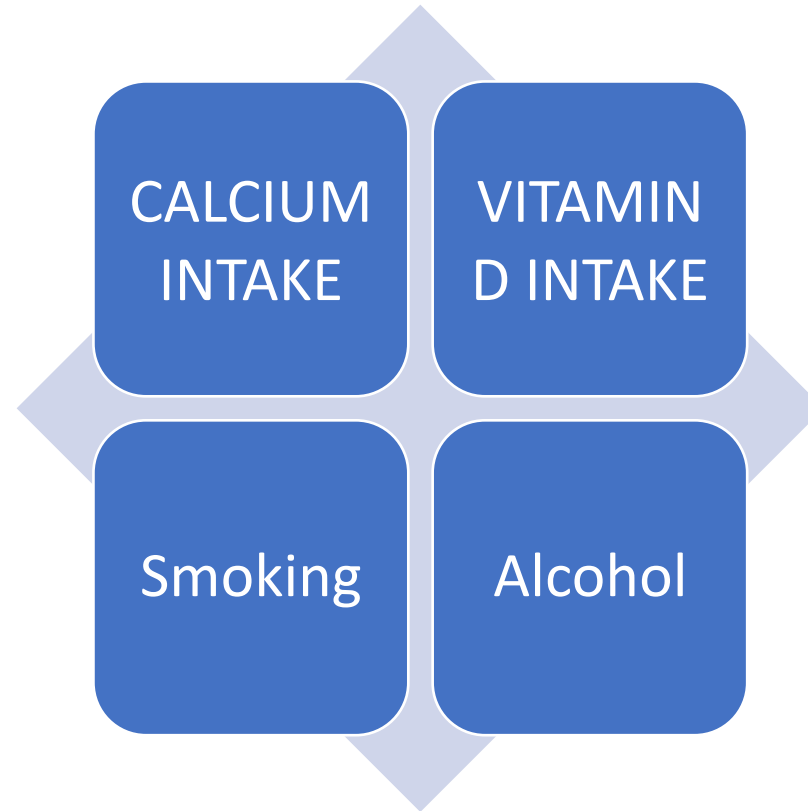 CALCIUM
INTAKE
VITAMIN
D INTAKE
Smoking
Alcohol